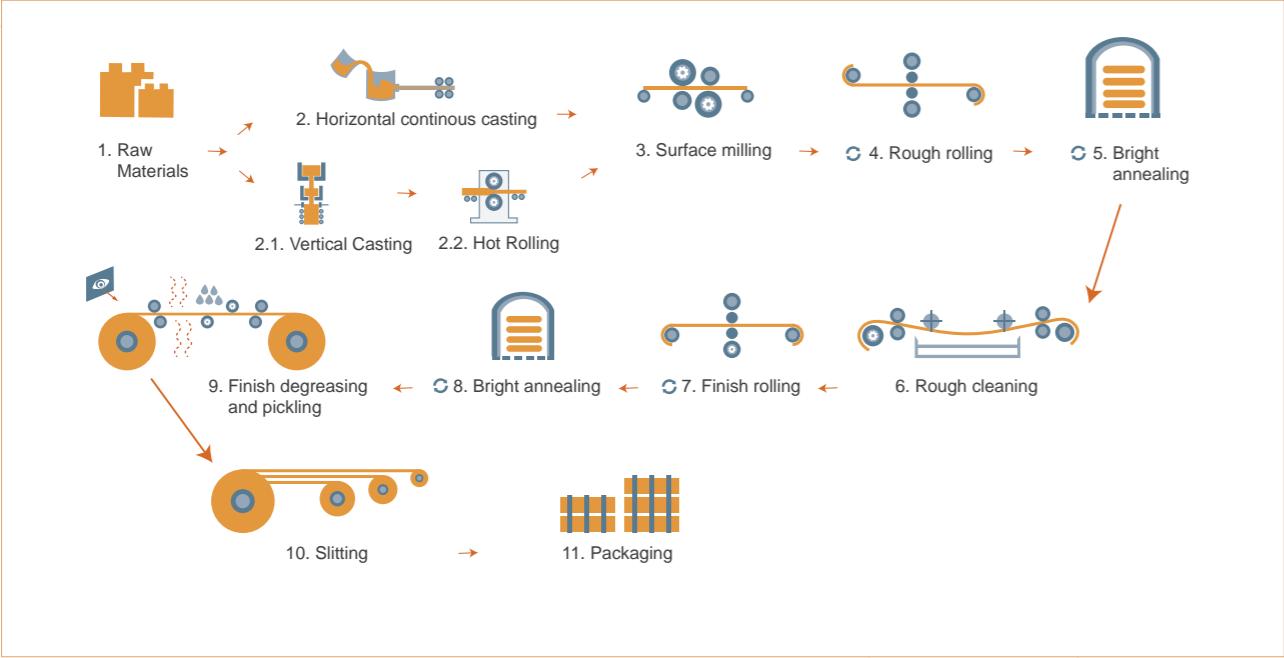 1. Raw
Materials
2. Horizontal continous casting
2.1. Vertical Casting
2.2. Hot Rolling
3. Surface milling
4. Rough rolling
5. Bright
annealing
6. Rough cleaning
7. Finish rolling
8. Bright annealing
9. Finish degreasing
and pickling
10. Slitting
11. Packaging